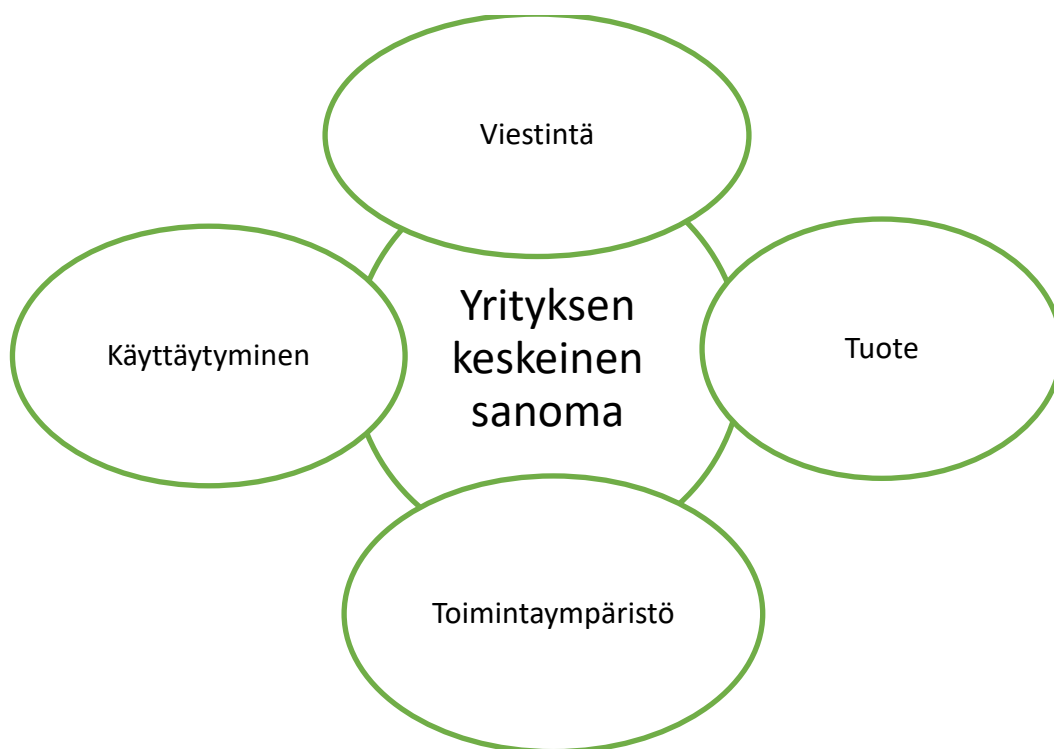 Viestintä
Yrityksen
keskeinen
sanoma
Käyttäytyminen
Tuote
Toimintaympäristö